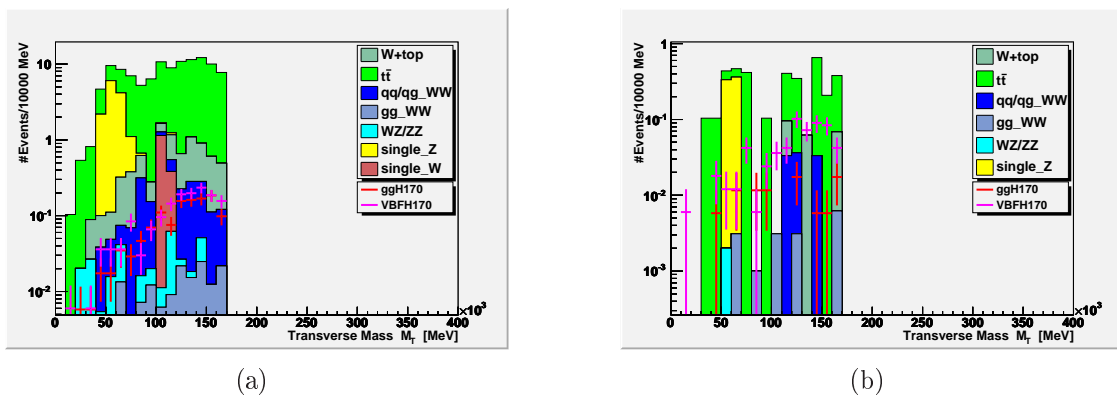 #Events/10000 MeV
10
1
10⁻¹
10⁻²
W+top
tt̄
qq/qg_WW
gg_WW
WZ/ZZ
single_Z
single_W
ggH170
VBFH170
0 50 100 150 200 250 300 350 400
×10³
Transverse Mass M_T [MeV]
(a)
#Events/10000 MeV
1
10⁻¹
10⁻²
10⁻³
W+top
tt̄
qq/qg_WW
gg_WW
WZ/ZZ
single_Z
ggH170
VBFH170
0 50 100 150 200 250 300 350 400
×10³
Transverse Mass M_T [MeV]
(b)